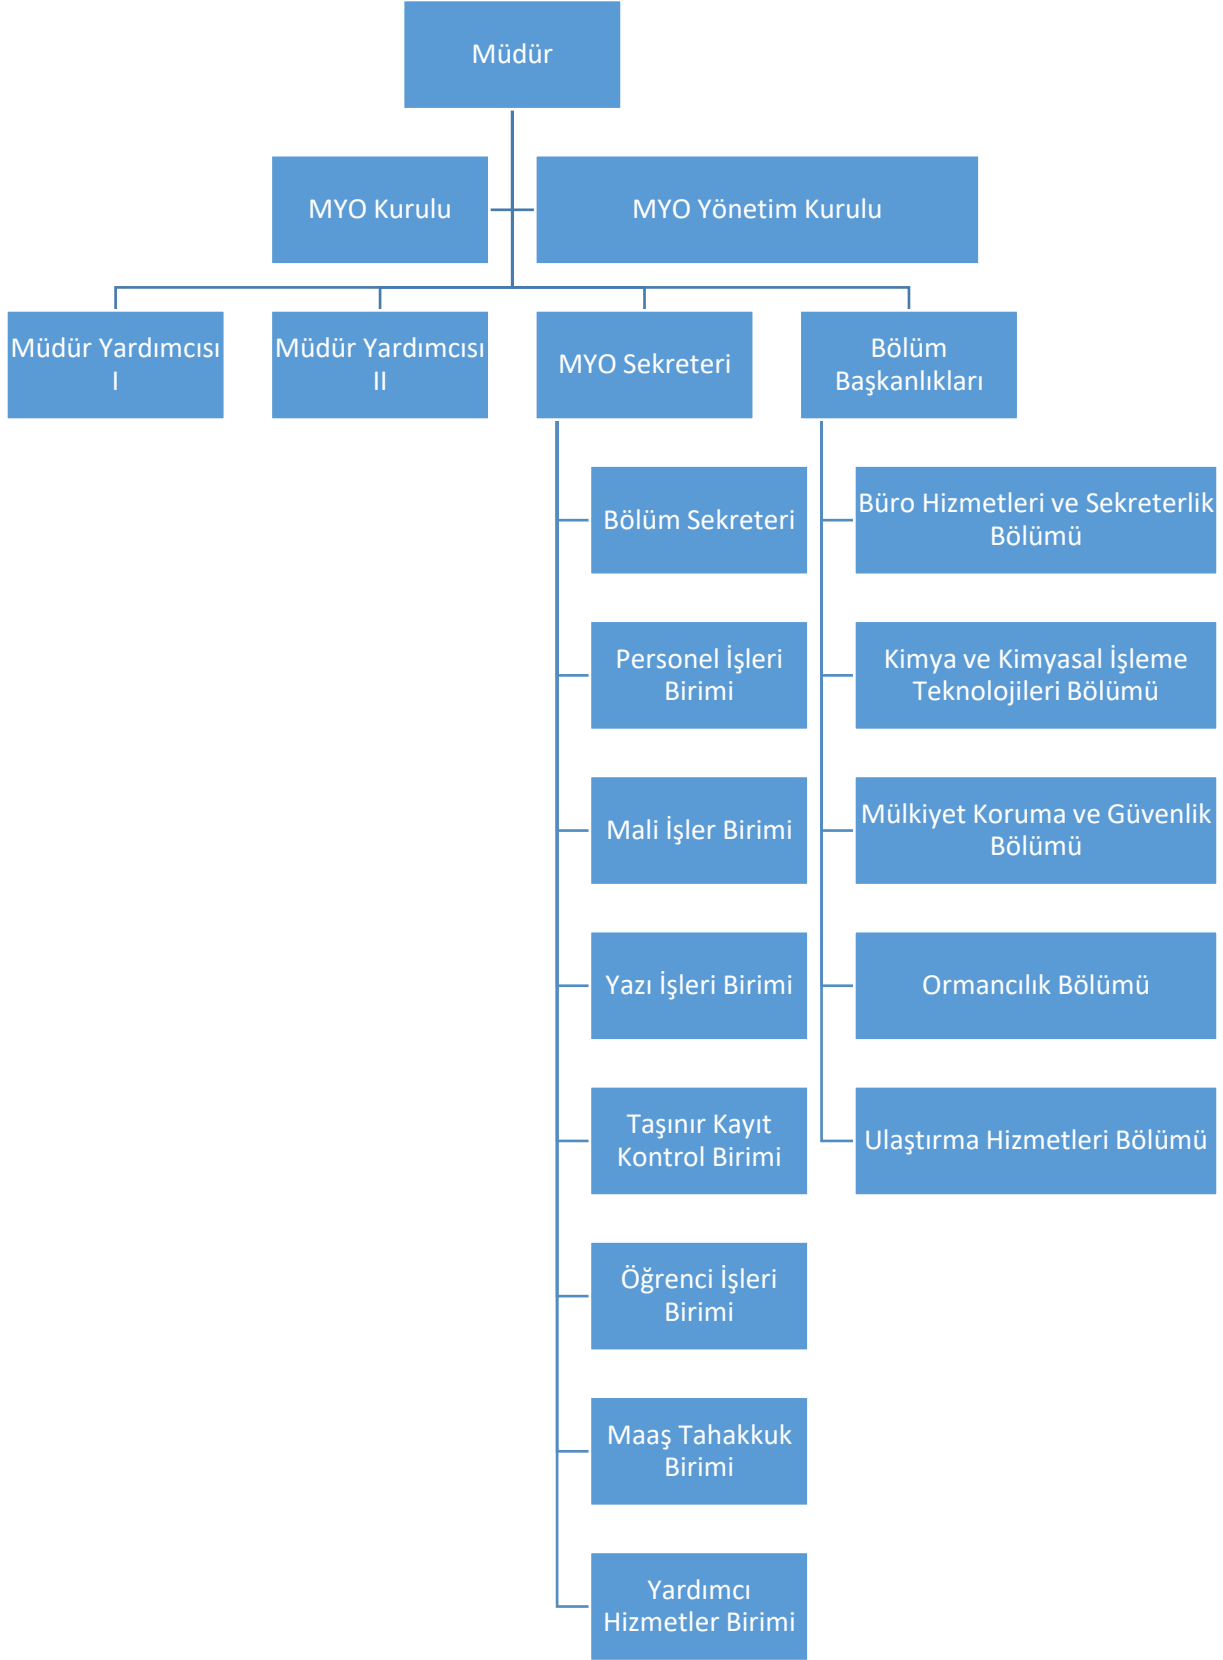 Müdür
MYO Kurulu
MYO Yönetim Kurulu
Müdür Yardımcısı
I
Müdür Yardımcısı
II
MYO Sekreteri
Bölüm
Başkanlıkları
Bölüm Sekreteri
Personel İşleri
Birimi
Mali İşler Birimi
Yazı İşleri Birimi
Taşınır Kayıt
Kontrol Birimi
Öğrenci İşleri
Birimi
Maaş Tahakkuk
Birimi
Yardımcı
Hizmetler Birimi
Büro Hizmetleri ve Sekreterlik
Bölümü
Kimya ve Kimyasal İşleme
Teknolojileri Bölümü
Mülkiyet Koruma ve Güvenlik
Bölümü
Ormancılık Bölümü
Ulaştırma Hizmetleri Bölümü